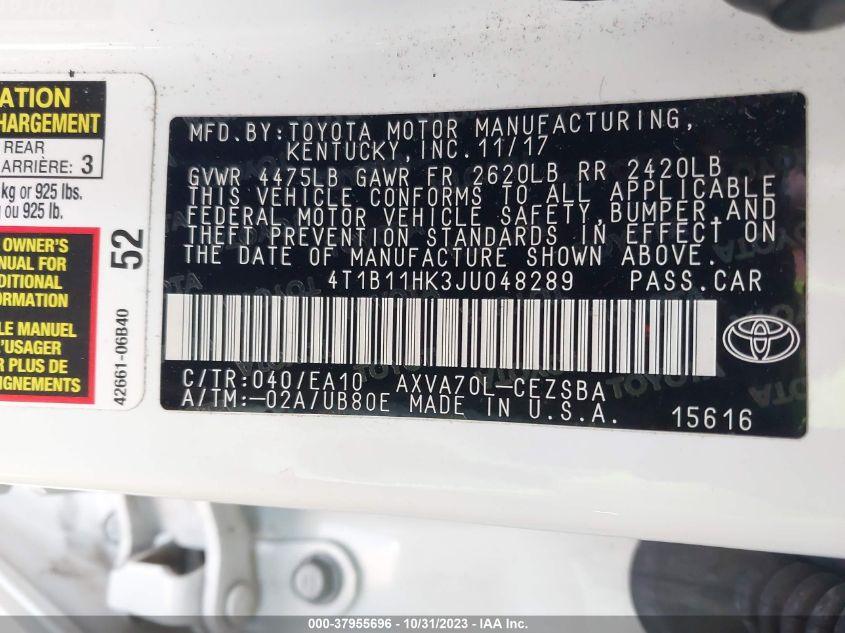 ATION
HARGEMENT
REAR
ARRIÈRE: 3
kg or 925 lbs.
ou 925 lb.
OWNER'S
NUAL FOR
DITIONAL
FORMATION
LE MANUEL
L'USAGER
R PLUS DE
IGNEMENTS
52
42661-06B40
MFD.BY:TOYOTA MOTOR MANUFACTURING,
KENTUCKY,INC.11/17
GVWR 4475LB GAWR FR 2620LB RR 2420LB
THIS VEHICLE CONFORMS TO ALL APPLICABLE
FEDERAL MOTOR VEHICLE SAFETY,BUMPER,AND
THEFT PREVENTION STANDARDS IN EFFECT ON
THE DATE OF MANUFACTURE SHOWN ABOVE.
4T1B11HK3JU048289 PASS.CAR
C/TR:040/EA10 AXVA70L-CEZSBA
A/TM:-02A/UB80E MADE IN U.S.A.
15616
000-37955696 - 10/31/2023 - IAA Inc.